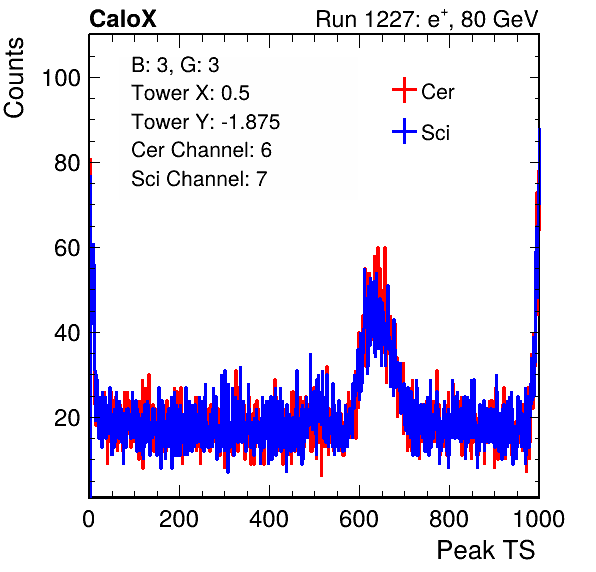 CaloX Run 1227: e⁺, 80 GeV
Counts
B: 3, G: 3
Tower X: 0.5
Tower Y: -1.875
Cer Channel: 6
Sci Channel: 7
Cer
Sci
100
80
60
40
20
0 200 400 600 800 1000
Peak TS